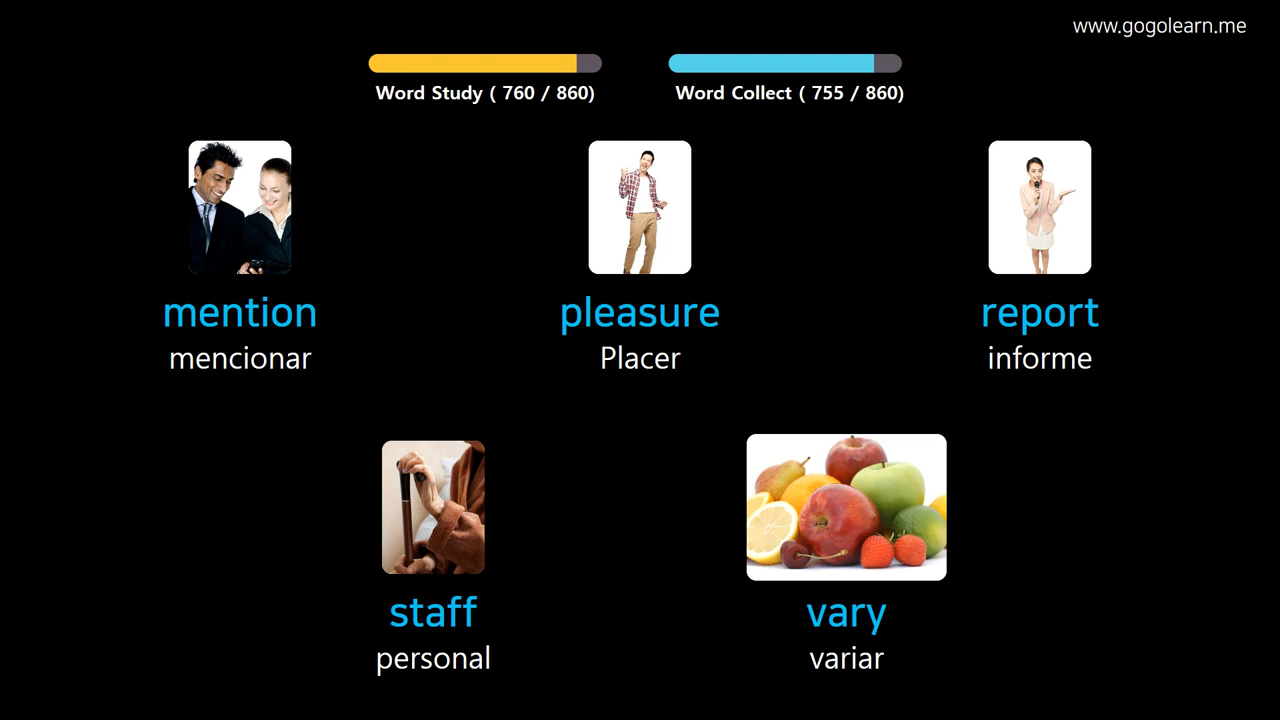 www.gogolearn.me
Word Study ( 760 / 860)
Word Collect ( 755 / 860)
mention
mencionar
pleasure
Placer
report
informe
staff
personal
vary
variar